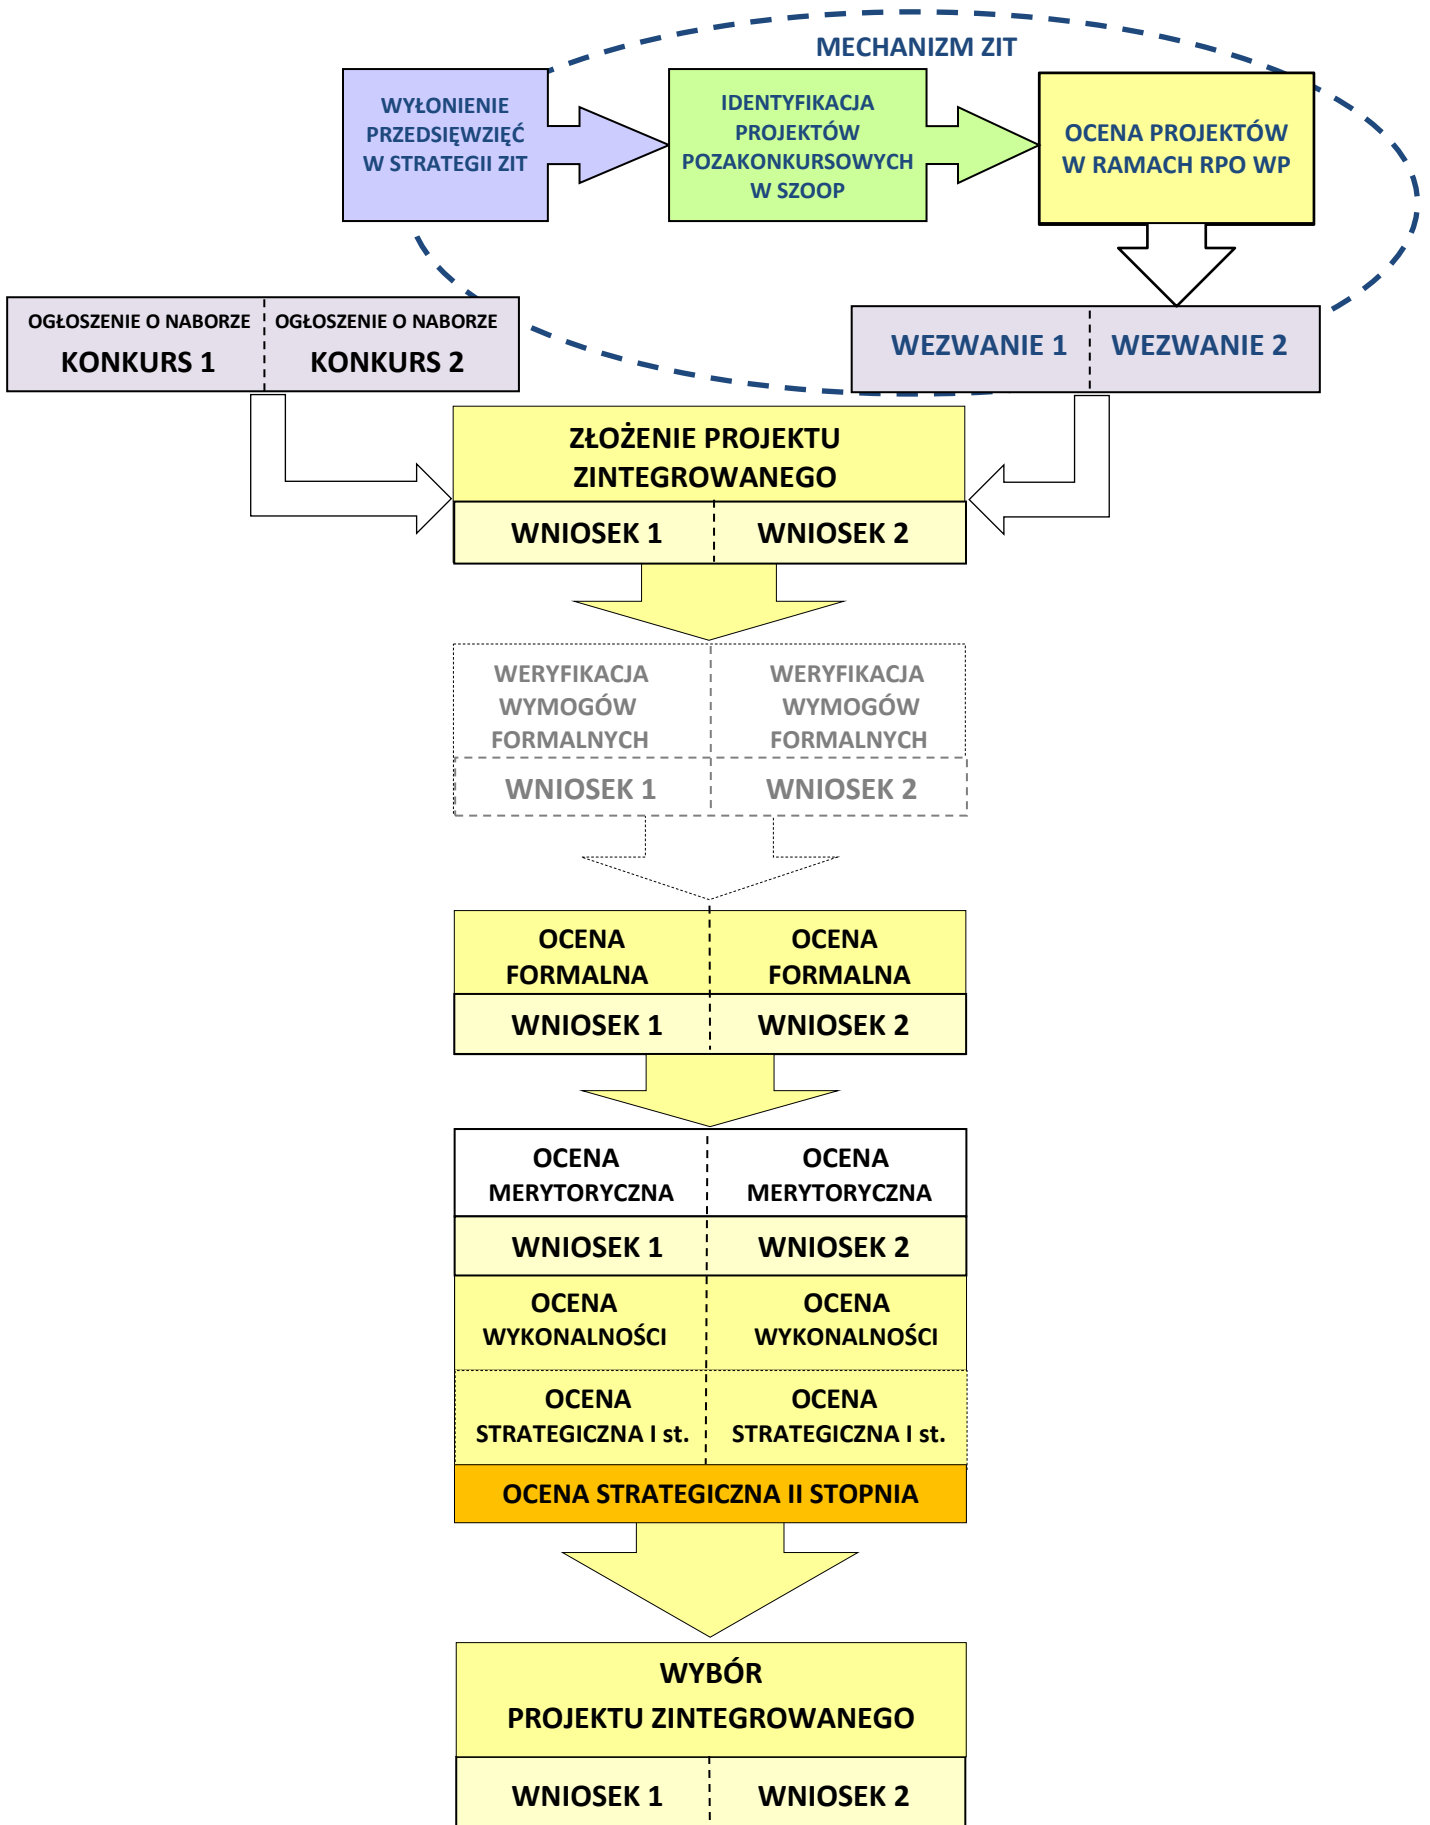 MECHANIZM ZIT
WYŁONIENIE
PRZEDSIĘWZIĘĆ
W STRATEGII ZIT
IDENTYFIKACJA
PROJEKTÓW
POZAKONKURSOWYCH
W SZOOP
OCENA PROJEKTÓW
W RAMACH RPO WP
OGŁOSZENIE O NABORZE
KONKURS 1
OGŁOSZENIE O NABORZE
KONKURS 2
WEZWANIE 1
WEZWANIE 2
ZŁOŻENIE PROJEKTU
ZINTEGROWANEGO
WNIOSEK 1
WNIOSEK 2
WERYFIKACJA
WYMOGÓW
FORMALNYCH
WNIOSEK 1
WERYFIKACJA
WYMOGÓW
FORMALNYCH
WNIOSEK 2
OCENA
FORMALNA
WNIOSEK 1
OCENA
FORMALNA
WNIOSEK 2
OCENA
MERYTORYCZNA
OCENA
MERYTORYCZNA
WNIOSEK 1
WNIOSEK 2
OCENA
WYKONALNOŚCI
OCENA
WYKONALNOŚCI
OCENA
STRATEGICZNA I st.
OCENA
STRATEGICZNA I st.
OCENA STRATEGICZNA II STOPNIA
WYBÓR
PROJEKTU ZINTEGROWANEGO
WNIOSEK 1
WNIOSEK 2